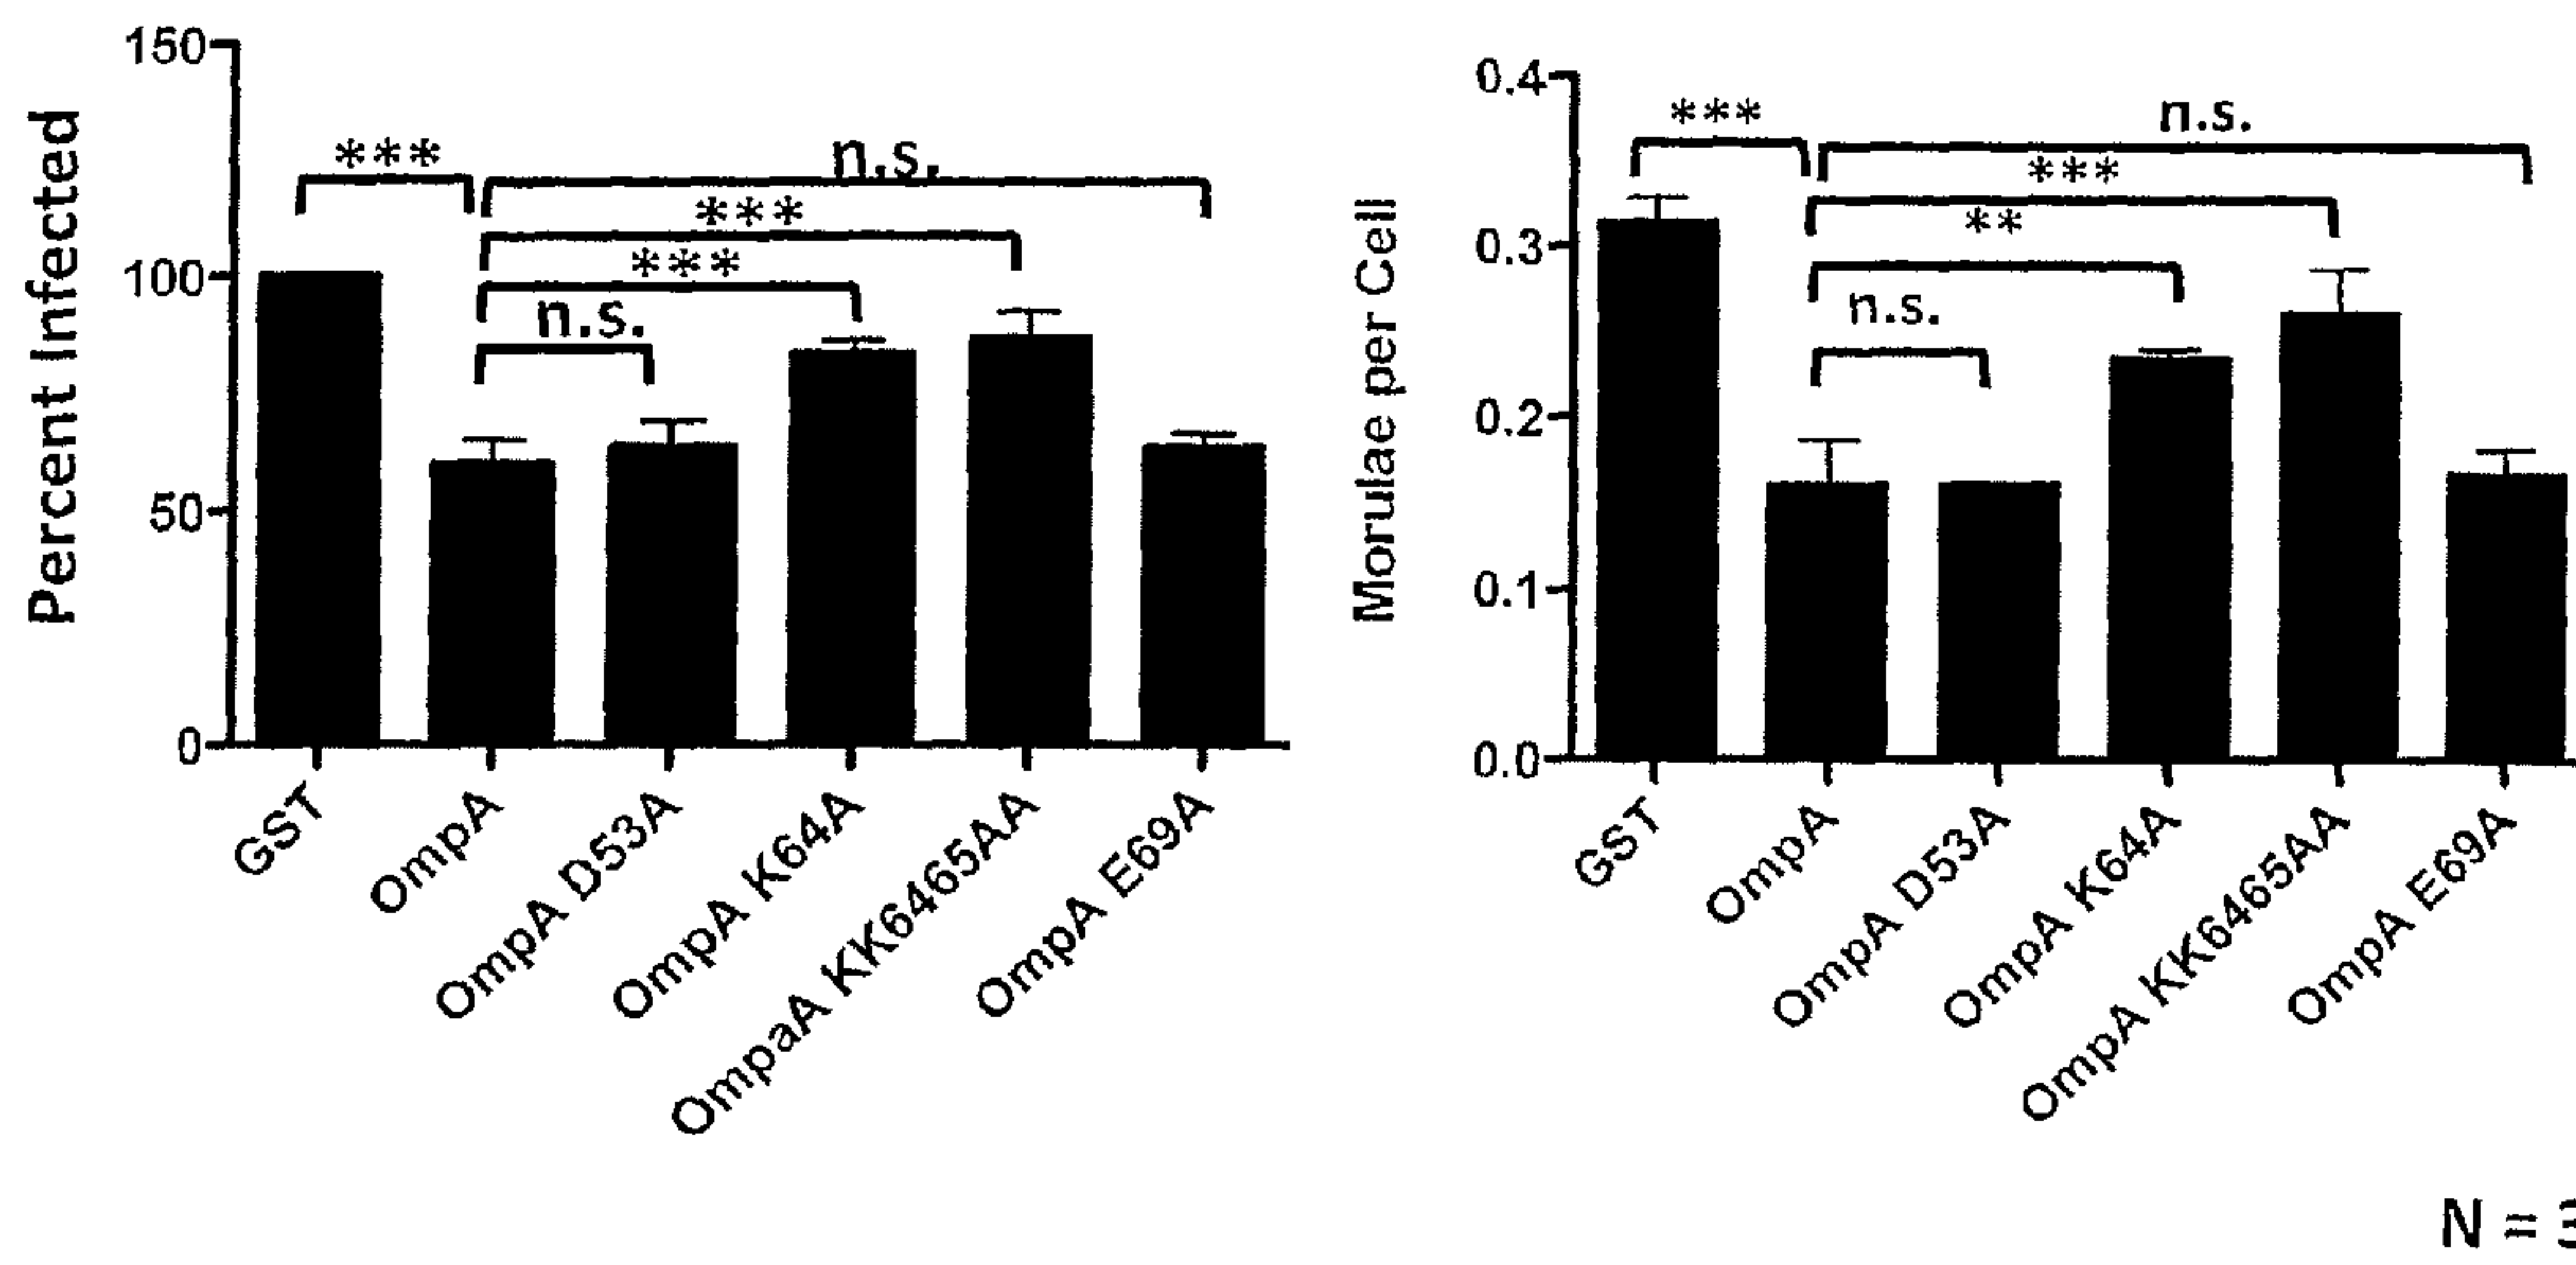 Percent Infected
150
100
50
0
***
n.s.
***
***
n.s.
GST
OmpA
OmpA D53A
OmpA K64A
OmpaA KK6465AA
OmpA E69A
Morulae per Cell
0.4
0.3
0.2
0.1
0.0
***
n.s.
***
**
n.s.
GST
OmpA
OmpA D53A
OmpA K64A
OmpA KK6465AA
OmpA E69A
N = 3